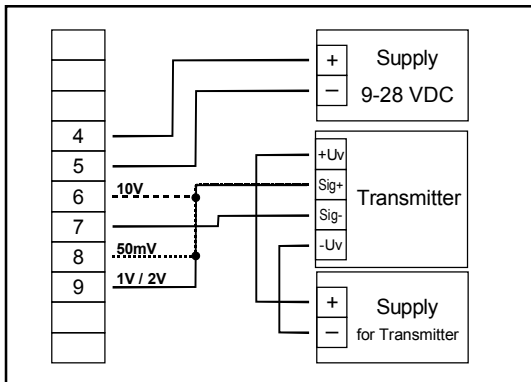 4
5
6
7
8
9
10V
50mV
1V / 2V
+
−
Supply
9-28 VDC
+Uv
Sig+
Sig-
-Uv
Transmitter
+
−
Supply
for Transmitter